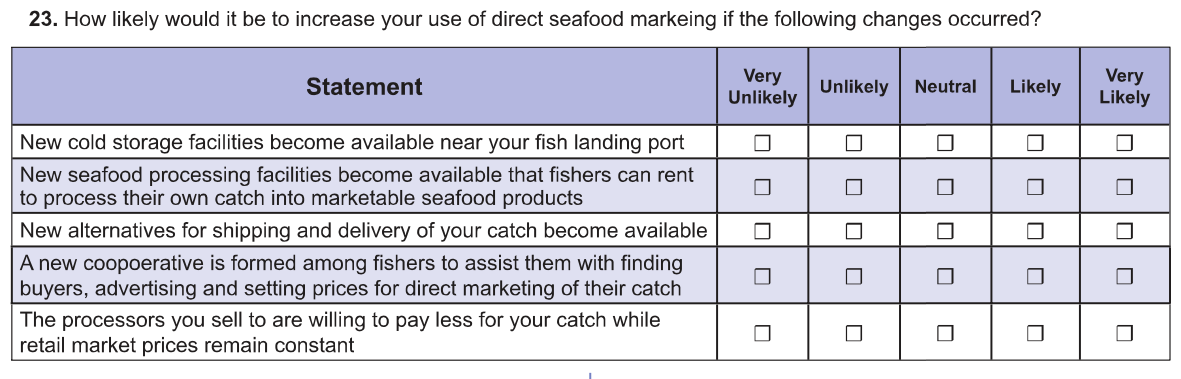 23. How likely would it be to increase your use of direct seafood markeing if the following changes occurred?
Statement
Very
Unlikely
Unlikely
Neutral
Likely
Very
Likely
New cold storage facilities become available near your fish landing port
New seafood processing facilities become available that fishers can rent
to process their own catch into marketable seafood products
New alternatives for shipping and delivery of your catch become available
A new coopoerative is formed among fishers to assist them with finding
buyers, advertising and setting prices for direct marketing of their catch
The processors you sell to are willing to pay less for your catch while
retail market prices remain constant